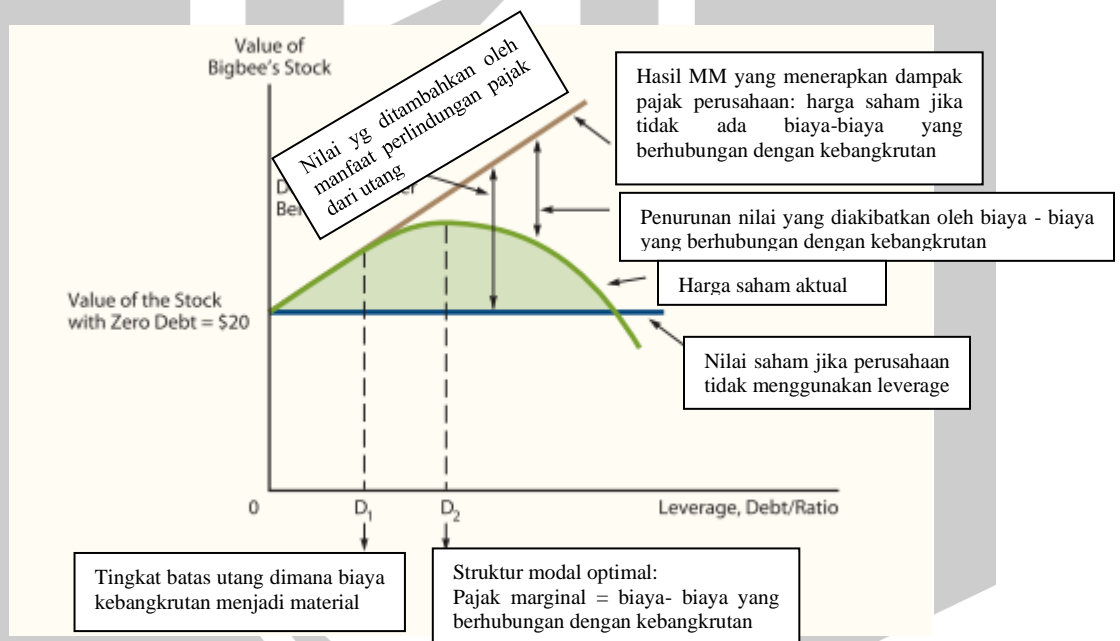 Value of
Bigbee's Stock
Nilai yg ditambahkan oleh
manfaat perlindungan pajak
dari utang
Hasil MM yang menerapkan dampak
pajak perusahaan: harga saham jika
tidak ada biaya-biaya yang
berhubungan dengan kebangkrutan
Penurunan nilai yang diakibatkan oleh biaya - biaya
yang berhubungan dengan kebangkrutan
Harga saham aktual
Value of the Stock
with Zero Debt = $20
Nilai saham jika perusahaan
tidak menggunakan leverage
0
D1
D2
Leverage, Debt/Ratio
Tingkat batas utang dimana biaya
kebangkrutan menjadi material
Struktur modal optimal:
Pajak marginal = biaya- biaya yang
berhubungan dengan kebangkrutan